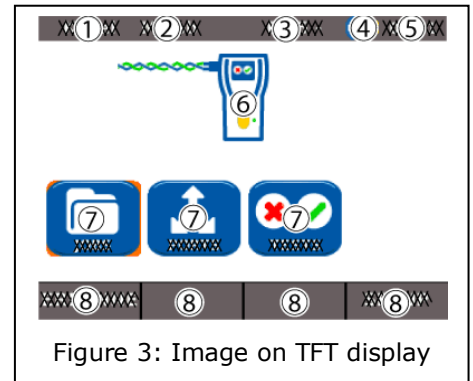 ① ② ③ ④ ⑤
⑥
⑦ ⑦ ⑦
⑧ ⑧ ⑧ ⑧
Figure 3: Image on TFT display